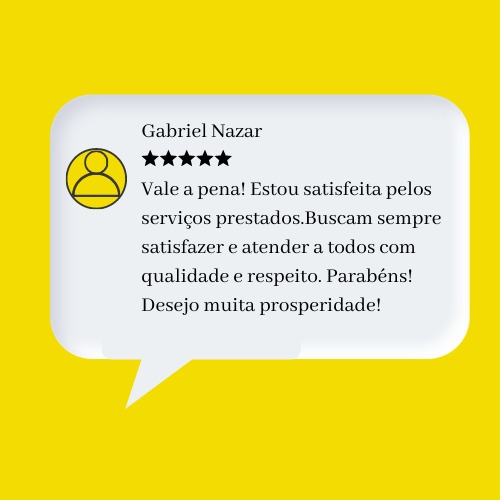 Gabriel Nazar
★★★★★
Vale a pena! Estou satisfeita pelos
serviços prestados.Buscam sempre
satisfazer e atender a todos com
qualidade e respeito. Parabéns!
Desejo muita prosperidade!